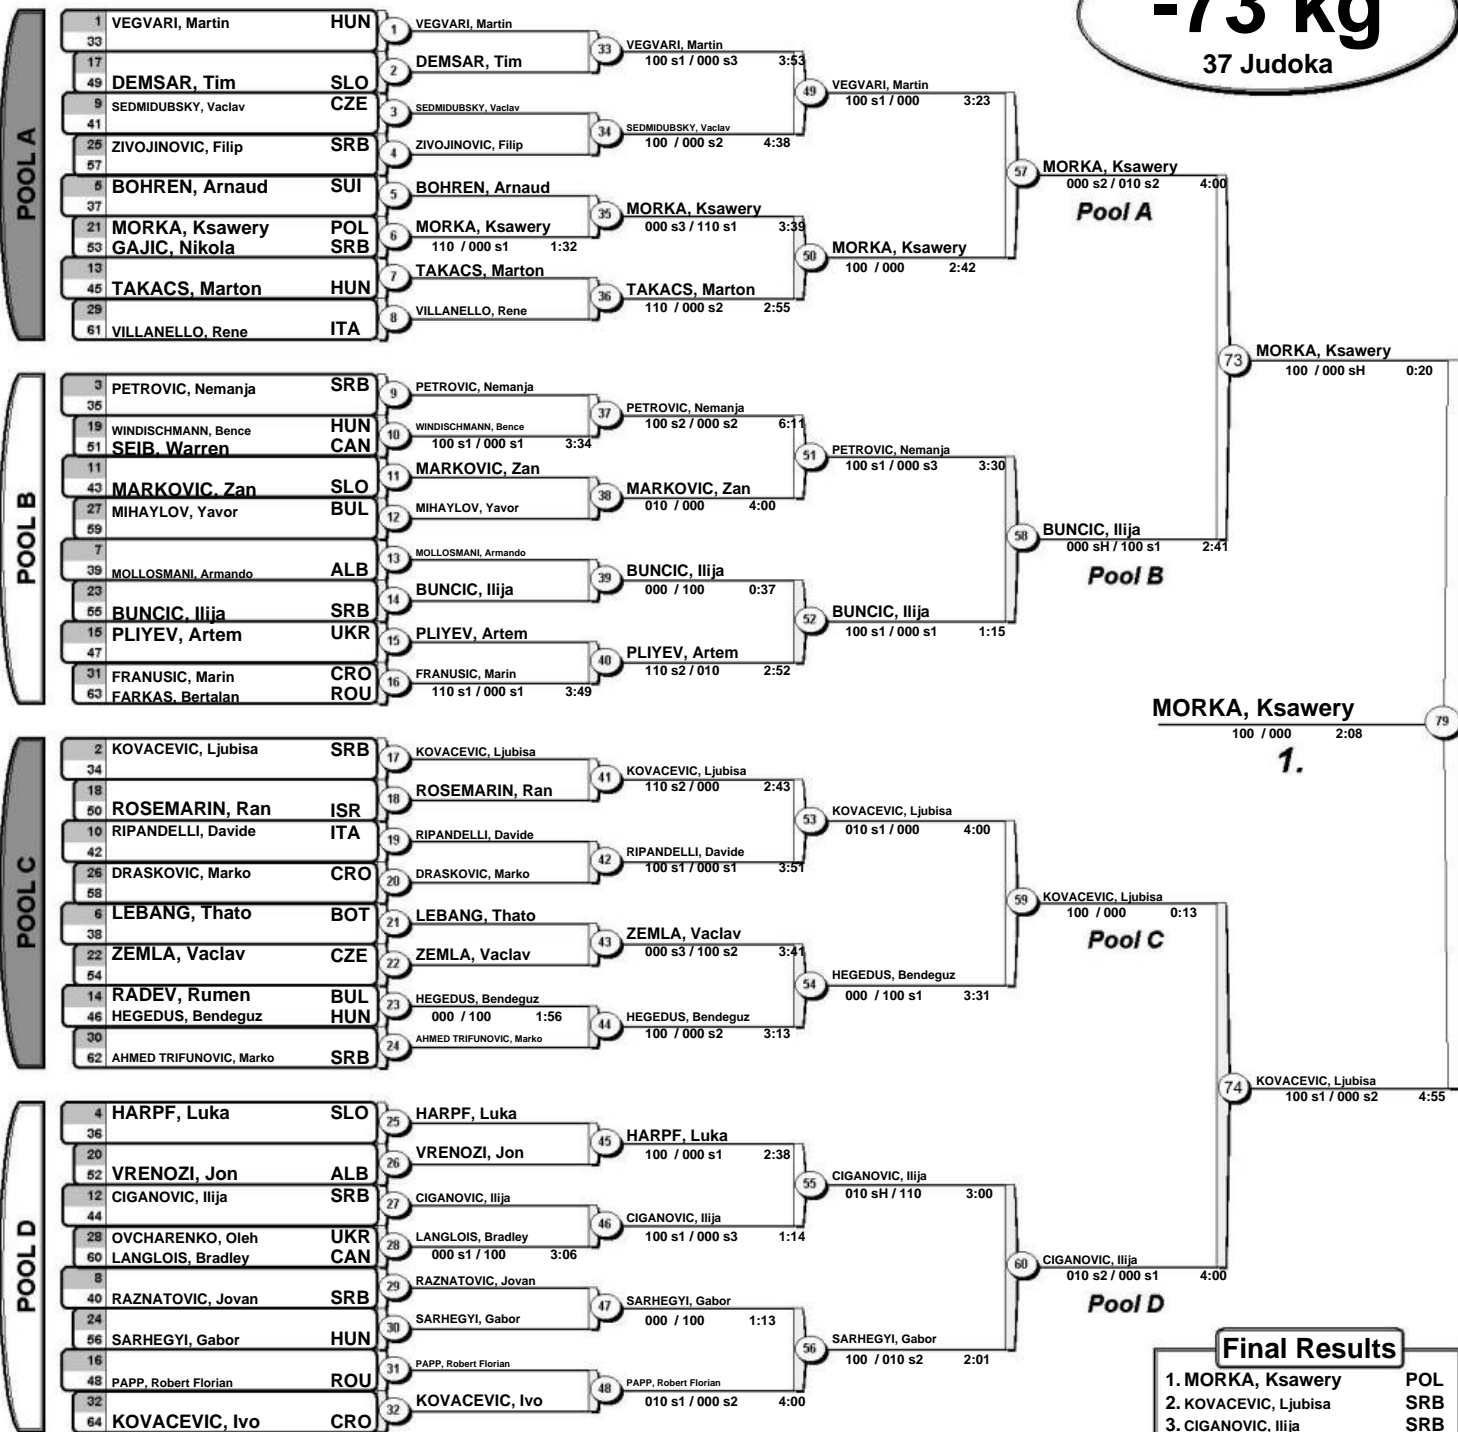 -73 kg
37 Judoka
POOL A
1 VEGVARI, Martin HUN
33
17
49 DEMSAR, Tim SLO
9 SEDMIDUBSKY, Vaclav CZE
41
25 ZIVOJINOVIC, Filip SRB
57
5 BOHREN, Arnaud SUI
37
21 MORKA, Ksawery POL
53 GAJIC, Nikola SRB
13
45 TAKACS, Marton HUN
29
61 VILLANELLO, Rene ITA
1 VEGVARI, Martin
2 DEMSAR, Tim
3 SEDMIDUBSKY, Vaclav
4 ZIVOJINOVIC, Filip
5 BOHREN, Arnaud
6 MORKA, Ksawery
110 / 000 s1 1:32
7 TAKACS, Marton
8 VILLANELLO, Rene
33 VEGVARI, Martin
100 s1 / 000 s3 3:53
34 SEDMIDUBSKY, Vaclav
100 / 000 s2 4:38
35 MORKA, Ksawery
000 s3 / 110 s1 3:39
36 TAKACS, Marton
110 / 000 s2 2:55
49 VEGVARI, Martin
100 s1 / 000 3:23
50 MORKA, Ksawery
100 / 000 2:42
57 MORKA, Ksawery
000 s2 / 010 s2 4:00
Pool A
POOL B
3 PETROVIC, Nemanja SRB
35
19 WINDISCHMANN, Bence HUN
51 SEIB, Warren CAN
11
43 MARKOVIC, Zan SLO
27 MIHAYLOV, Yavor BUL
59
7
39 MOLLOSMANI, Armando ALB
23
55 BUNCIC, Ilija SRB
15 PLIYEV, Artem UKR
47
31 FRANUSIC, Marin CRO
63 FARKAS, Bertalan ROU
9 PETROVIC, Nemanja
10 WINDISCHMANN, Bence
100 s1 / 000 s1 3:34
11 MARKOVIC, Zan
12 MIHAYLOV, Yavor
13 MOLLOSMANI, Armando
14 BUNCIC, Ilija
15 PLIYEV, Artem
16 FRANUSIC, Marin
110 s1 / 000 s1 3:49
37 PETROVIC, Nemanja
100 s2 / 000 s2 6:11
38 MARKOVIC, Zan
010 / 000 4:00
39 BUNCIC, Ilija
000 / 100 0:37
40 PLIYEV, Artem
110 s2 / 010 2:52
51 PETROVIC, Nemanja
100 s1 / 000 s3 3:30
52 BUNCIC, Ilija
100 s1 / 000 s1 1:15
58 BUNCIC, Ilija
000 sH / 100 s1 2:41
Pool B
73 MORKA, Ksawery
100 / 000 sH 0:20
MORKA, Ksawery 79
100 / 000 2:08
1.
POOL C
2 KOVACEVIC, Ljubisa SRB
34
18
50 ROSEMARIN, Ran ISR
10 RIPANDELLI, Davide ITA
42
26 DRASKOVIC, Marko CRO
58
6 LEBANG, Thato BOT
38
22 ZEMLA, Vaclav CZE
54
14 RADEV, Rumen BUL
46 HEGEDUS, Bendeguz HUN
30
62 AHMED TRIFUNOVIC, Marko SRB
17 KOVACEVIC, Ljubisa
18 ROSEMARIN, Ran
19 RIPANDELLI, Davide
20 DRASKOVIC, Marko
21 LEBANG, Thato
22 ZEMLA, Vaclav
23 HEGEDUS, Bendeguz
000 / 100 1:56
24 AHMED TRIFUNOVIC, Marko
41 KOVACEVIC, Ljubisa
110 s2 / 000 2:43
42 RIPANDELLI, Davide
100 s1 / 000 s1 3:51
43 ZEMLA, Vaclav
000 s3 / 100 s2 3:41
44 HEGEDUS, Bendeguz
100 / 000 s2 3:13
53 KOVACEVIC, Ljubisa
010 s1 / 000 4:00
54 HEGEDUS, Bendeguz
000 / 100 s1 3:31
59 KOVACEVIC, Ljubisa
100 / 000 0:13
Pool C
74 KOVACEVIC, Ljubisa
100 s1 / 000 s2 4:55
POOL D
4 HARPF, Luka SLO
36
20
52 VRENOZI, Jon ALB
12 CIGANOVIC, Ilija SRB
44
28 OVCHARENKO, Oleh UKR
60 LANGLOIS, Bradley CAN
8
40 RAZNATOVIC, Jovan SRB
24
56 SARHEGYI, Gabor HUN
16
48 PAPP, Robert Florian ROU
32
64 KOVACEVIC, Ivo CRO
25 HARPF, Luka
26 VRENOZI, Jon
27 CIGANOVIC, Ilija
28 LANGLOIS, Bradley
000 s1 / 100 3:06
29 RAZNATOVIC, Jovan
30 SARHEGYI, Gabor
31 PAPP, Robert Florian
32 KOVACEVIC, Ivo
45 HARPF, Luka
100 / 000 s1 2:38
46 CIGANOVIC, Ilija
100 s1 / 000 s3 1:14
47 SARHEGYI, Gabor
000 / 100 1:13
48 PAPP, Robert Florian
010 s1 / 000 s2 4:00
55 CIGANOVIC, Ilija
010 sH / 110 3:00
56 SARHEGYI, Gabor
100 / 010 s2 2:01
60 CIGANOVIC, Ilija
010 s2 / 000 s1 4:00
Pool D
Final Results
1. MORKA, Ksawery POL
2. KOVACEVIC, Ljubisa SRB
3. CIGANOVIC, Ilija SRB